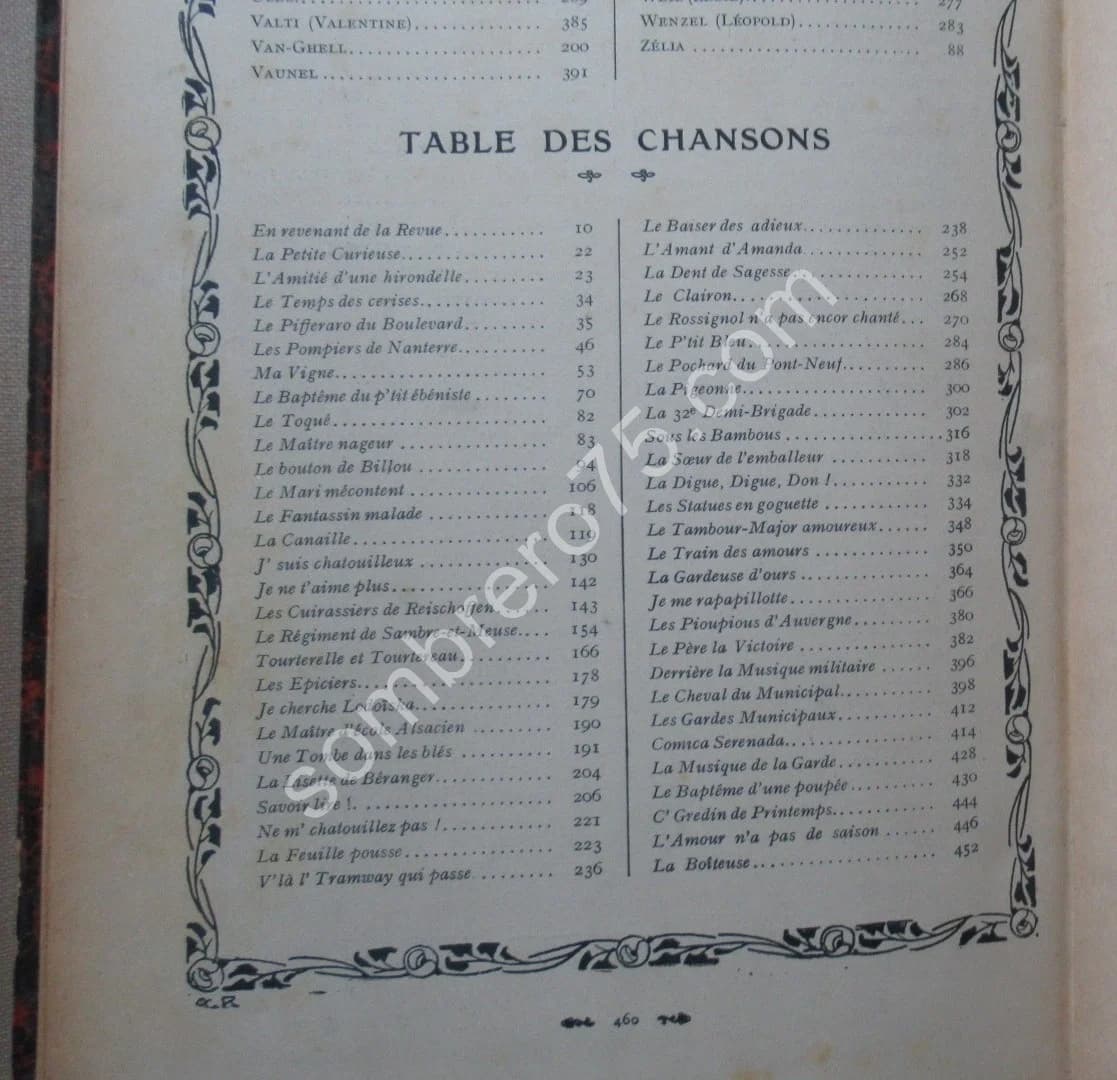 VALTI (VALENTINE).............. 385
VAN-GHELL...................... 200
VAUNEL......................... 391
277
WENZEL (LÉOPOLD).............. 283
ZÉLIA ........................ 88
TABLE DES CHANSONS
En revenant de la Revue........... 10
La Petite Curieuse................ 22
L'Amitié d'une hirondelle......... 23
Le Temps des cerises.............. 34
Le Pifferaro du Boulevard......... 35
Les Pompiers de Nanterre.......... 46
Ma Vigne.......................... 53
Le Baptême du p'tit ébéniste ..... 70
Le Toqué.......................... 82
Le Maître nageur ................. 83
Le bouton de Billou .............. 94
Le Mari mécontent ................ 106
Le Fantassin malade .............. 118
La Canaille....................... 119
J' suis chatouilleux ............. 130
Je ne t'aime plus................. 142
Les Cuirassiers de Reischoffen.... 143
Le Régiment de Sambre-et-Meuse.... 154
Tourterelle et Tourtereau......... 166
Les Epiciers...................... 178
Je cherche Lodoïska............... 179
Le Maître d'école Alsacien ....... 190
Une Tombe dans les blés .......... 191
La Lisette de Béranger............ 204
Savoir lire !..................... 206
Ne m' chatouillez pas !........... 221
La Feuille pousse................. 223
V'là l' Tramway qui passe......... 236
Le Baiser des adieux.............. 238
L'Amant d'Amanda.................. 252
La Dent de Sagesse................ 254
Le Clairon........................ 268
Le Rossignol n'a pas encor chanté... 270
Le P'tit Bleu..................... 284
Le Pochard du Pont-Neuf........... 286
La Pigeonne....................... 300
La 32e Demi-Brigade............... 302
Sous les Bambous ................. 316
La Sœur de l'emballeur ........... 318
La Digue, Digue, Don !............ 332
Les Statues en goguette .......... 334
Le Tambour-Major amoureux......... 348
Le Train des amours .............. 350
La Gardeuse d'ours ............... 364
Je me rapapillotte................ 366
Les Pioupious d'Auvergne.......... 380
Le Père la Victoire .............. 382
Derrière la Musique militaire .... 396
Le Cheval du Municipal............ 398
Les Gardes Municipaux............. 412
Comica Serenada................... 414
La Musique de la Garde............ 428
Le Baptême d'une poupée........... 430
C' Gredin de Printemps............ 444
L'Amour n'a pas de saison ...... 446
La Boîteuse....................... 452
460
sombrero75.com